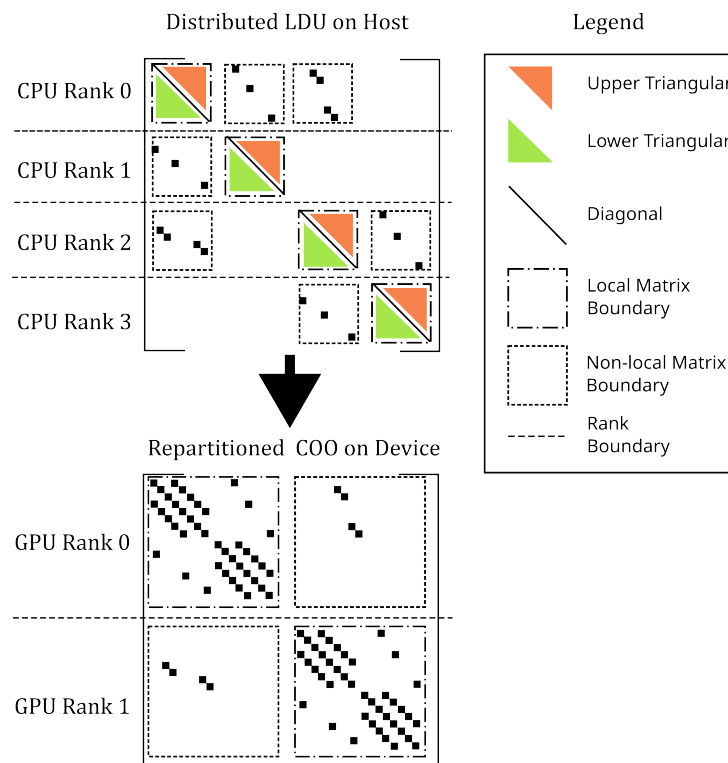 Distributed LDU on Host
CPU Rank 0
CPU Rank 1
CPU Rank 2
CPU Rank 3
Repartitioned COO on Device
GPU Rank 0
GPU Rank 1
Legend
Upper Triangular
Lower Triangular
Diagonal
Local Matrix
Boundary
Non-local Matrix
Boundary
Rank
Boundary